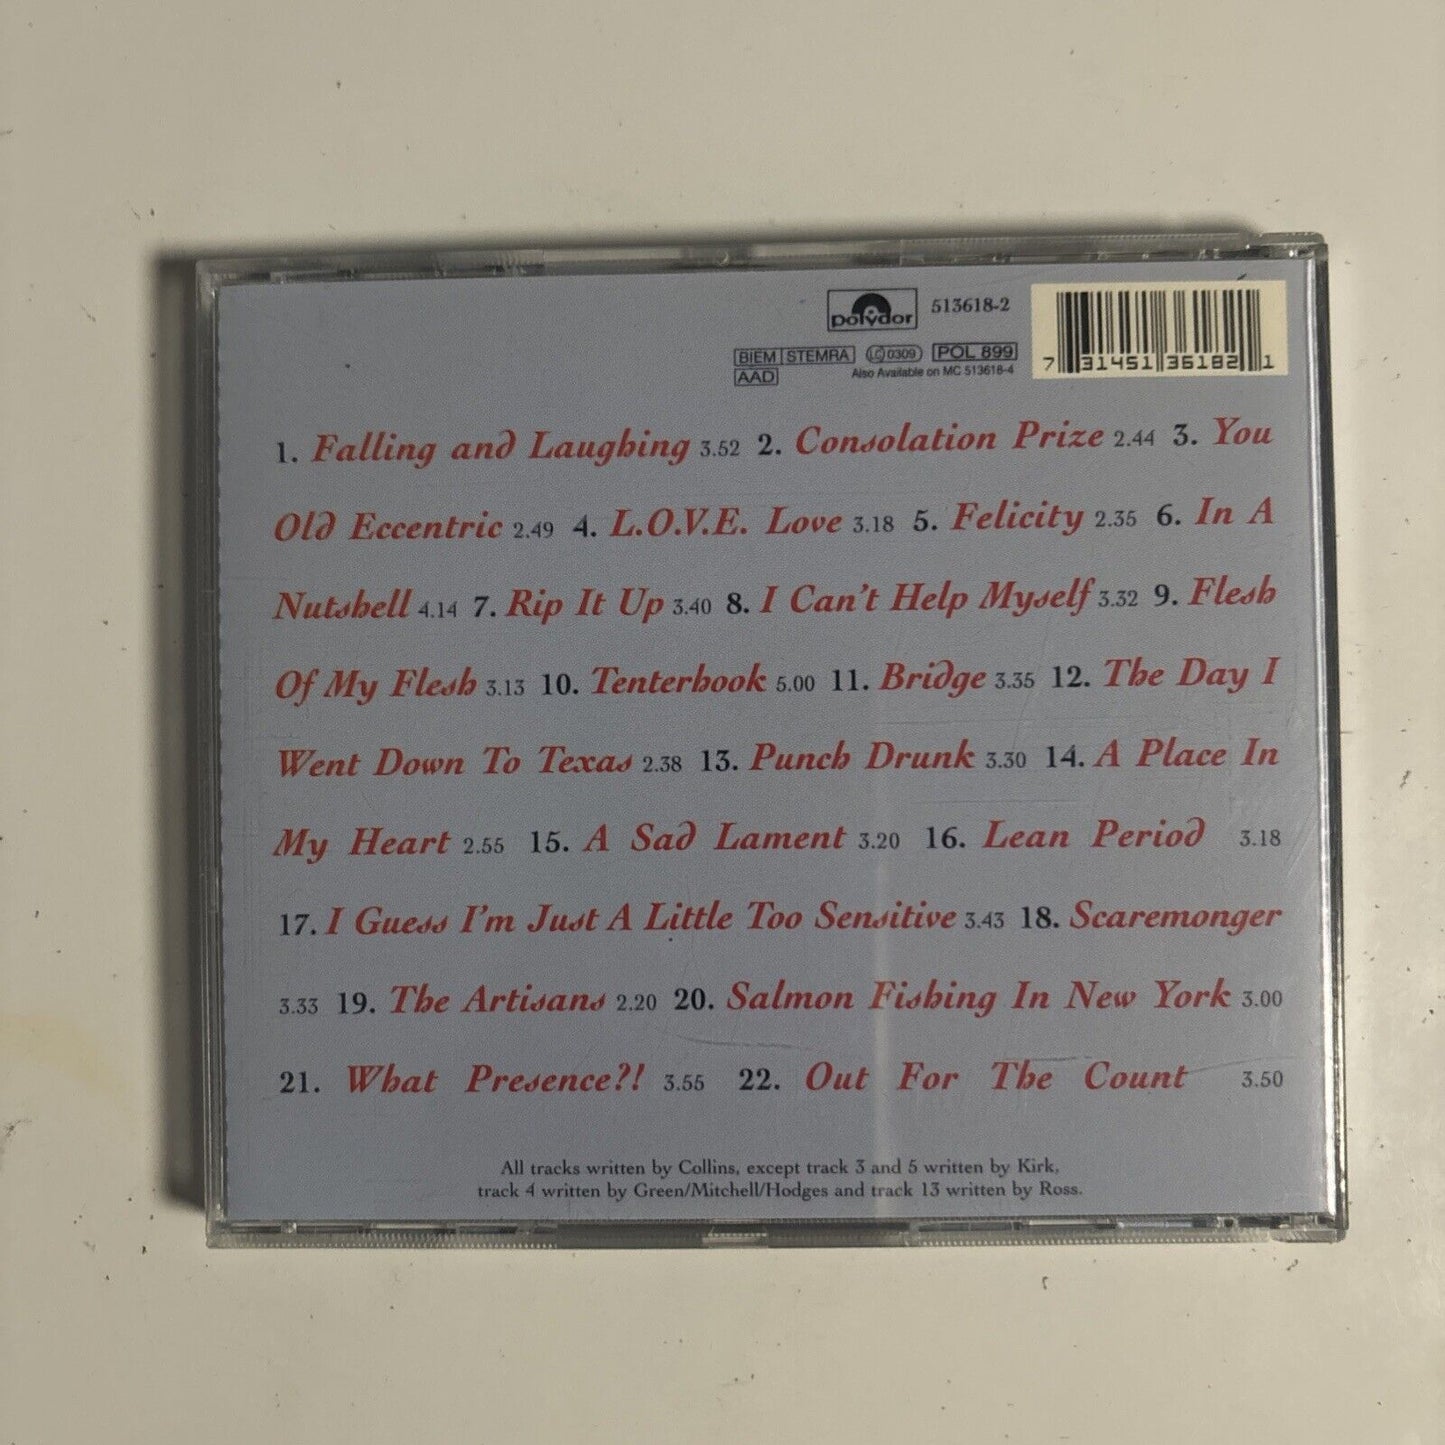 polydor 513618-2
BIEM STEMRA LC 0309 POL 899
AAD Also Available on MC 513618-4
7 31451 36182 1
1. Falling and Laughing 3.52 2. Consolation Prize 2.44 3. You
Old Eccentric 2.49 4. L.O.V.E. Love 3.18 5. Felicity 2.35 6. In A
Nutshell 4.14 7. Rip It Up 3.40 8. I Can't Help Myself 3.32 9. Flesh
Of My Flesh 3.13 10. Tenterhook 5.00 11. Bridge 3.35 12. The Day I
Went Down To Texas 2.38 13. Punch Drunk 3.30 14. A Place In
My Heart 2.55 15. A Sad Lament 3.20 16. Lean Period 3.18
17. I Guess I'm Just A Little Too Sensitive 3.43 18. Scaremonger
3.33 19. The Artisans 2.20 20. Salmon Fishing In New York 3.00
21. What Presence?! 3.55 22. Out For The Count 3.50
All tracks written by Collins, except track 3 and 5 written by Kirk,
track 4 written by Green/Mitchell/Hodges and track 13 written by Ross.